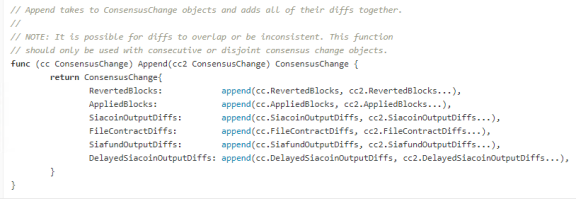 // Append takes to ConsensusChange objects and adds all of their diffs together.
//
// NOTE: It is possible for diffs to overlap or be inconsistent. This function
// should only be used with consecutive or disjoint consensus change objects.
func (cc ConsensusChange) Append(cc2 ConsensusChange) ConsensusChange {
return ConsensusChange{
RevertedBlocks: append(cc.RevertedBlocks, cc2.RevertedBlocks...),
AppliedBlocks: append(cc.AppliedBlocks, cc2.AppliedBlocks...),
SiacoinOutputDiffs: append(cc.SiacoinOutputDiffs, cc2.SiacoinOutputDiffs...),
FileContractDiffs: append(cc.FileContractDiffs, cc2.FileContractDiffs...),
SiafundOutputDiffs: append(cc.SiafundOutputDiffs, cc2.SiafundOutputDiffs...),
DelayedSiacoinOutputDiffs: append(cc.DelayedSiacoinOutputDiffs, cc2.DelayedSiacoinOutputDiffs...),
}
}